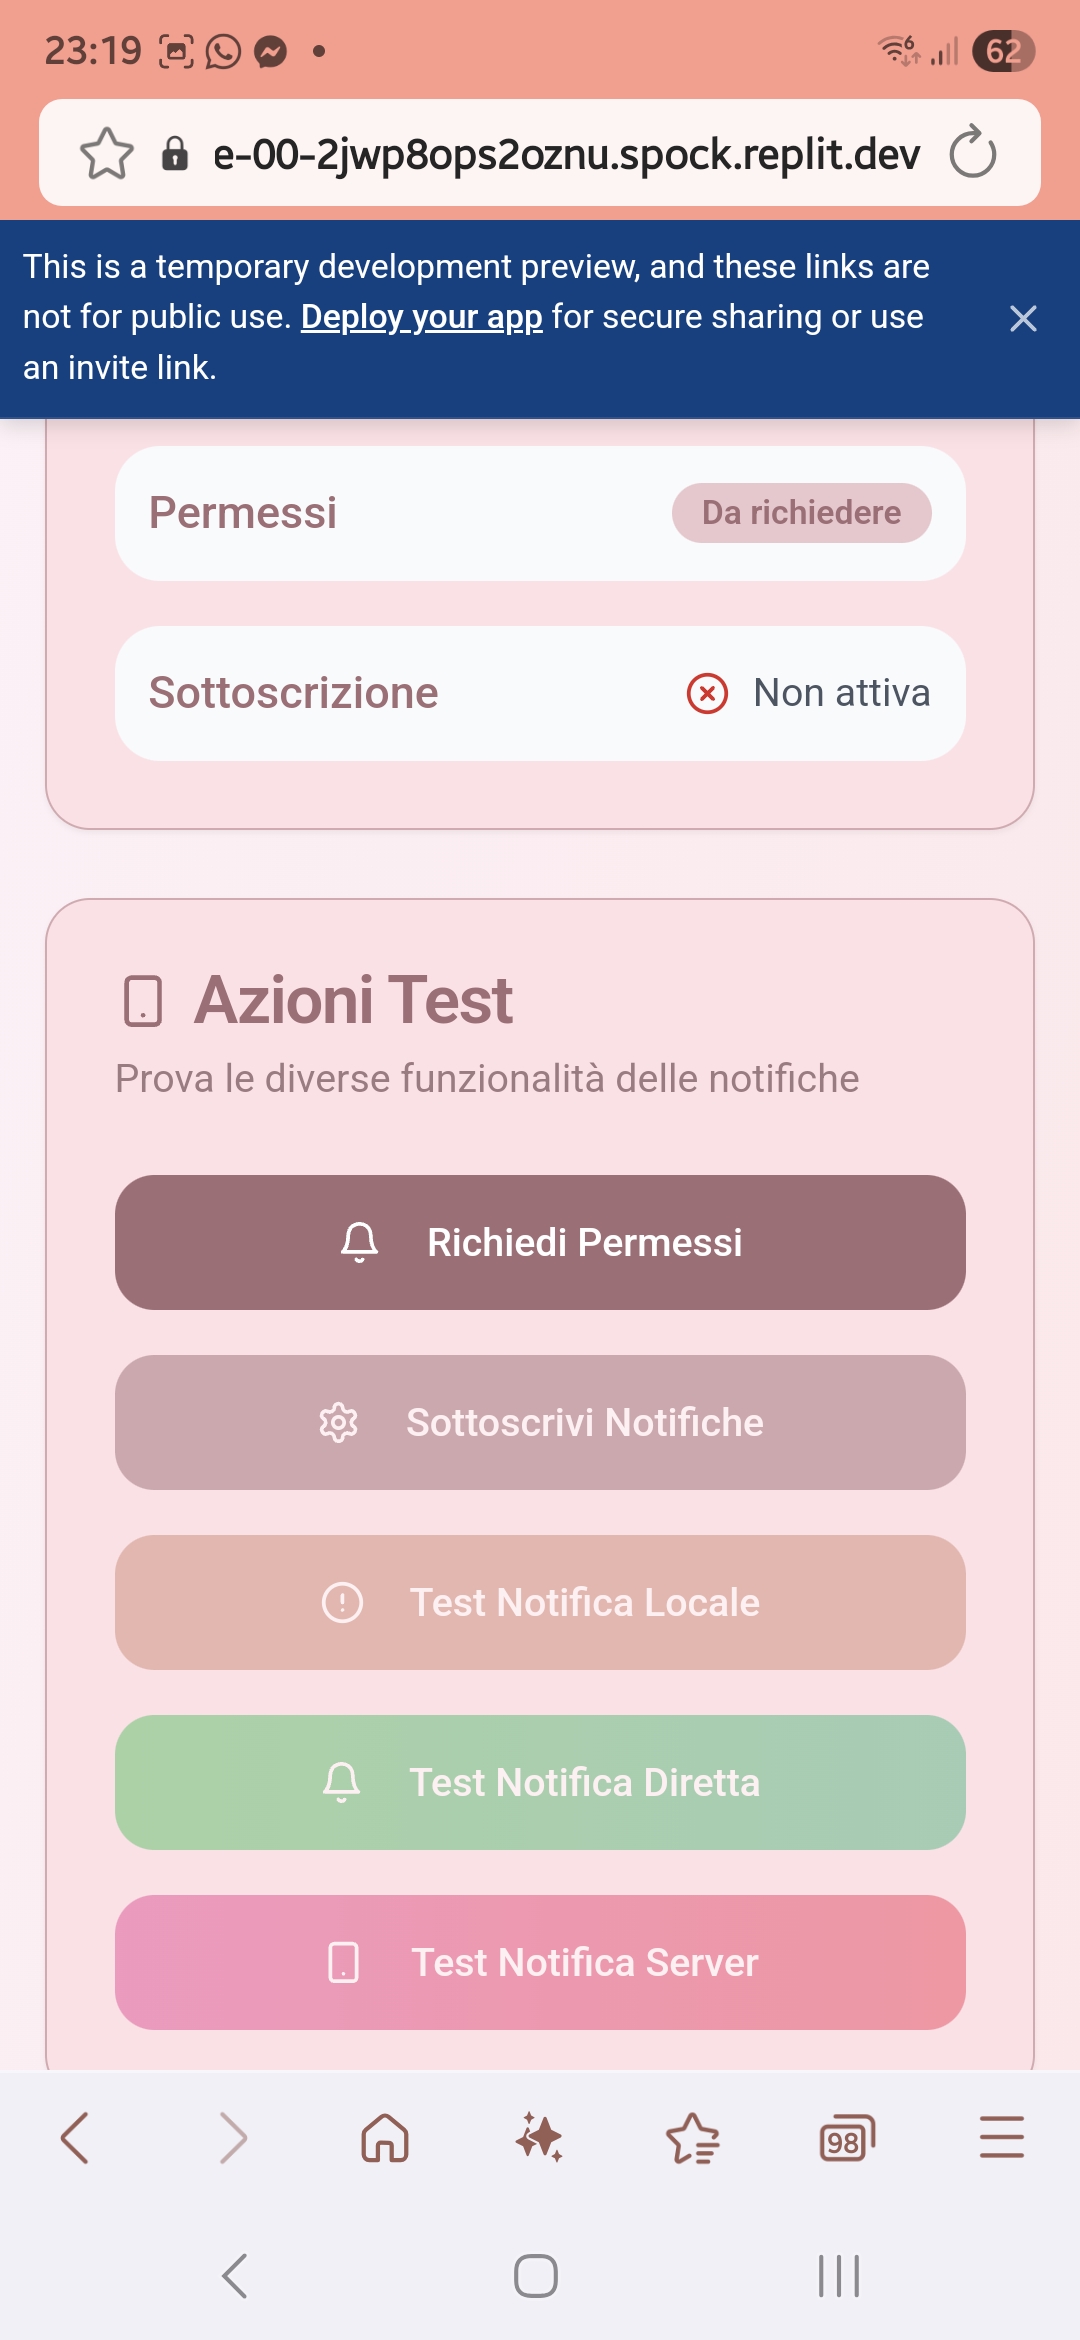 23:19
6
62
e-00-2jwp8ops2oznu.spock.replit.dev
This is a temporary development preview, and these links are
not for public use. Deploy your app for secure sharing or use
an invite link.
Permessi
Da richiedere
Sottoscrizione
Non attiva
Azioni Test
Prova le diverse funzionalità delle notifiche
Richiedi Permessi
Sottoscrivi Notifiche
Test Notifica Locale
Test Notifica Diretta
Test Notifica Server
98